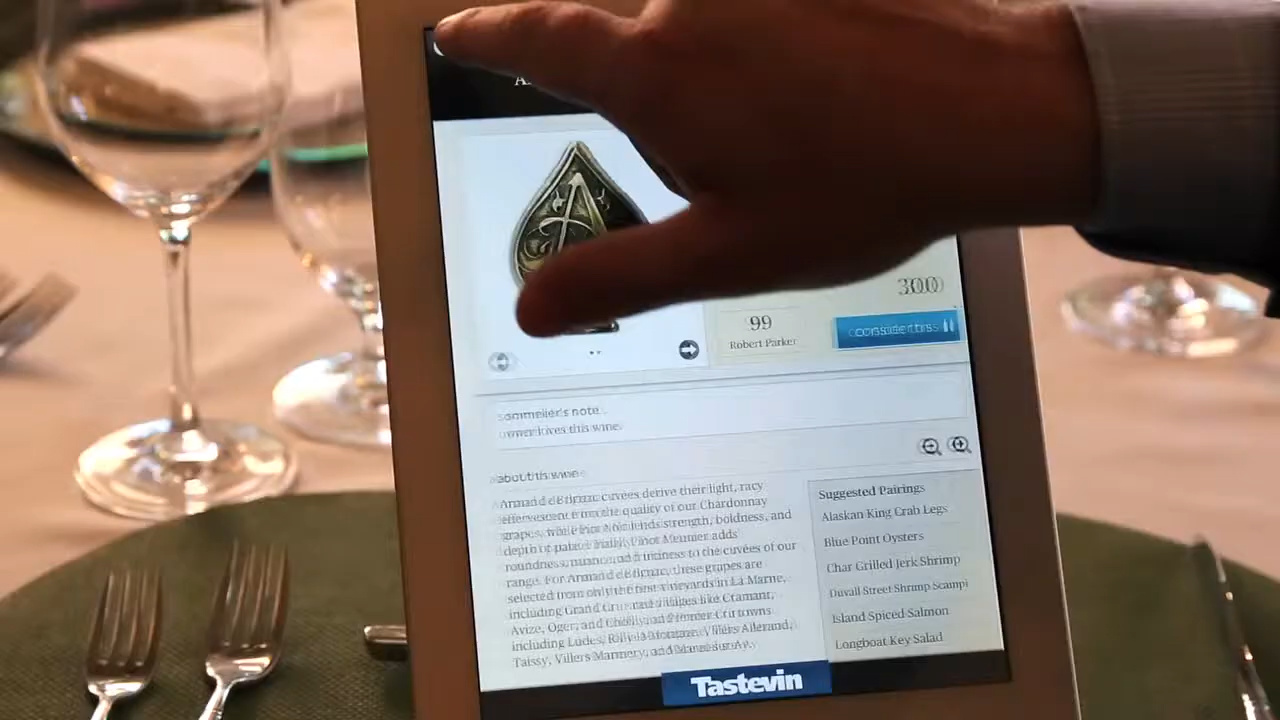 A
300
99
Robert Parker
consider this
sommelier's note
owner loves this wine.
about this wine
Armand de Brignac cuvées derive their light, racy
effervescence from the quality of our Chardonnay
grapes, while Pinot Noir lends strength, boldness, and
depth of palate. Finally, Pinot Meunier adds
roundness, nuance, and fruitiness to the cuvées of our
range. For Armand de Brignac, these grapes are
selected from only the finest vineyards in La Marne,
including Grand Cru rated villages like Cramant,
Avize, Oger, and Chouilly, and Premier Cru towns
including Ludes, Rilly la Montagne, Villers Allerand,
Taissy, Villers Marmery, and
Suggested Pairings
Alaskan King Crab Legs
Blue Point Oysters
Char Grilled Jerk Shrimp
Duvall Street Shrimp Scampi
Island Spiced Salmon
Longboat Key Salad
Tastevin